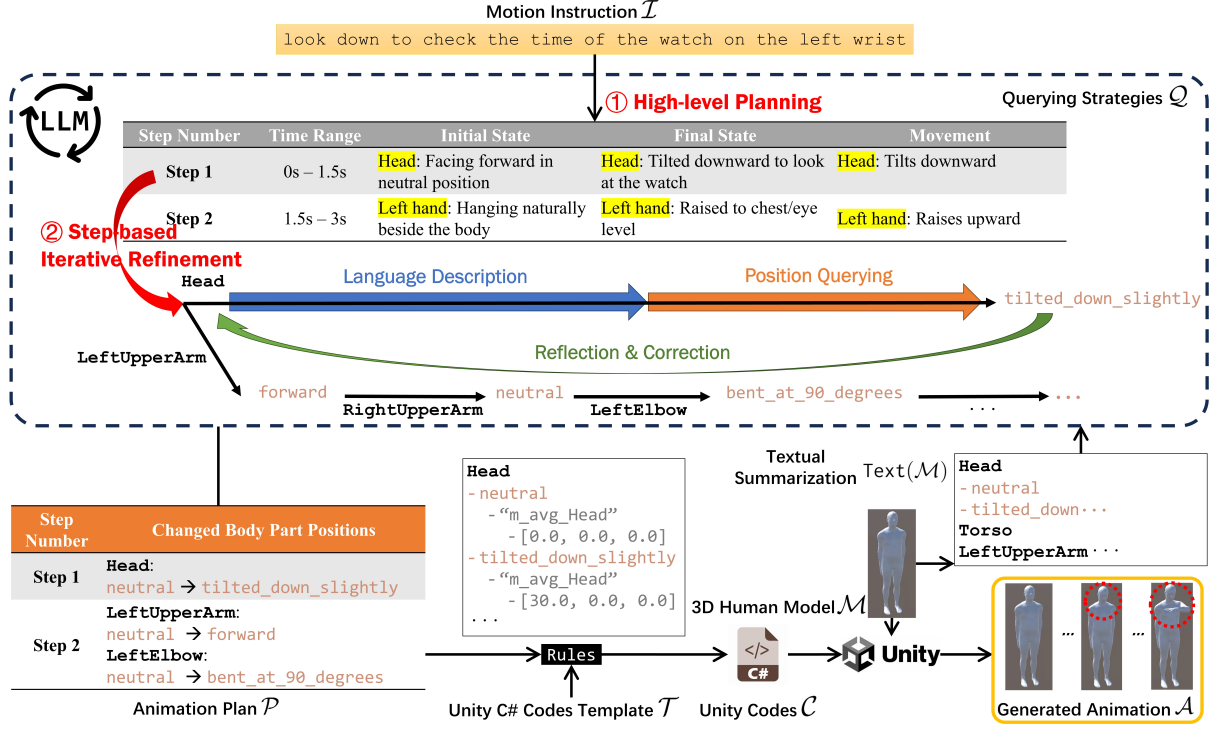 Motion Instruction ℐ
look down to check the time of the watch on the left wrist
LLM
① High-level Planning
Querying Strategies 𝒬
Step Number Time Range Initial State Final State Movement
Step 1 0s – 1.5s Head: Facing forward in neutral position Head: Tilted downward to look at the watch Head: Tilts downward
Step 2 1.5s – 3s Left hand: Hanging naturally beside the body Left hand: Raised to chest/eye level Left hand: Raises upward
② Step-based
Iterative Refinement
Head
Language Description
Position Querying
tilted_down_slightly
LeftUpperArm
Reflection & Correction
forward
RightUpperArm
neutral
LeftElbow
bent_at_90_degrees
...
...
Textual
Summarization
Text(ℳ)
Head
-neutral
-tilted_down···
Torso
LeftUpperArm···
Step Number Changed Body Part Positions
Step 1
Head:
neutral → tilted_down_slightly
Step 2
LeftUpperArm:
neutral → forward
LeftElbow:
neutral → bent_at_90_degrees
Animation Plan 𝒫
Head
-neutral
-“m_avg_Head”
-[0.0, 0.0, 0.0]
-tilted_down_slightly
-“m_avg_Head”
-[30.0, 0.0, 0.0]
...
Rules
Unity C# Codes Template 𝒯
</>
C#
Unity Codes 𝒞
3D Human Model ℳ
Unity
... ...
Generated Animation 𝒜